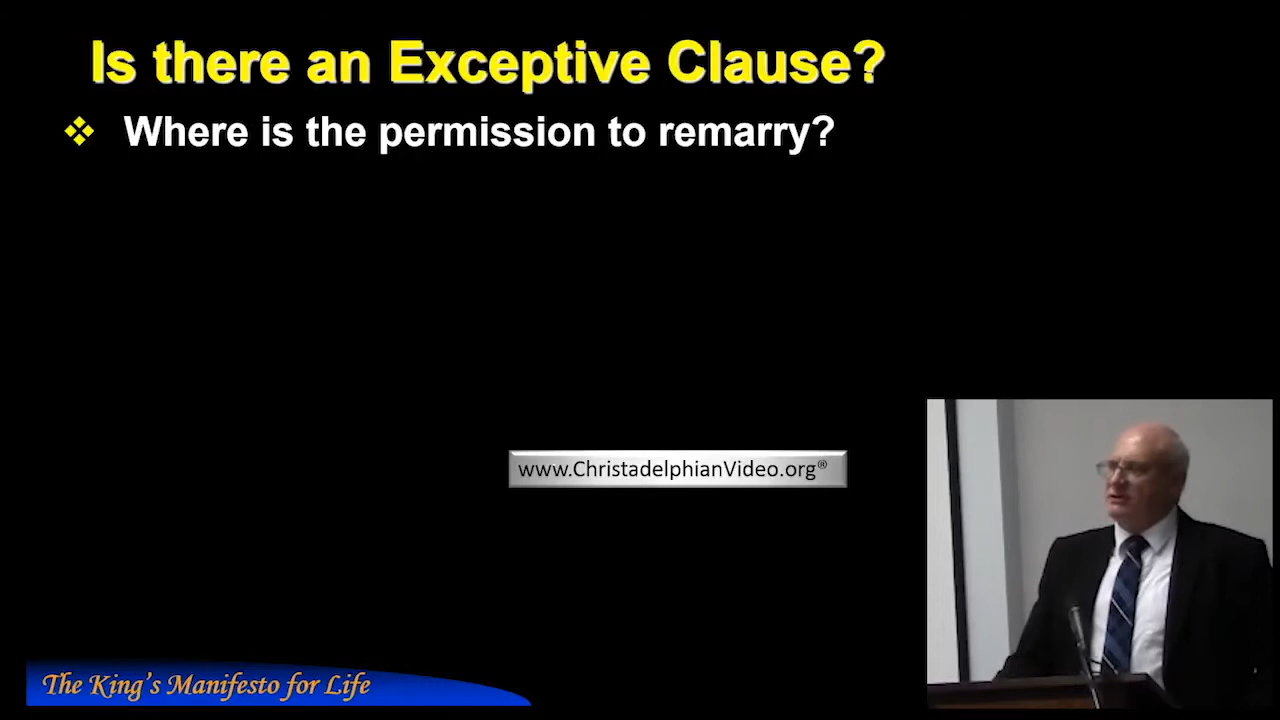 Is there an Exceptive Clause?
Where is the permission to remarry?
www.ChristadelphianVideo.org®
The King's Manifesto for Life